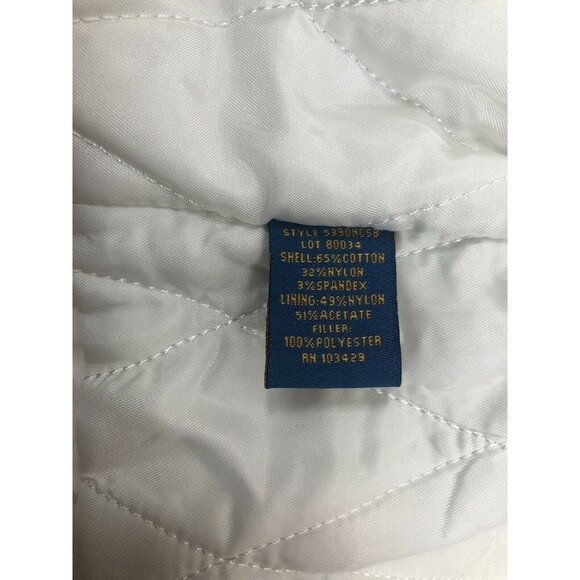 STYLE 5390HCSB
LOT 80034
SHELL:65%COTTON
32%NYLON
3%SPANDEX
LINING:49%NYLON
51%ACETATE
FILLER:
100%POLYESTER
RN 103429